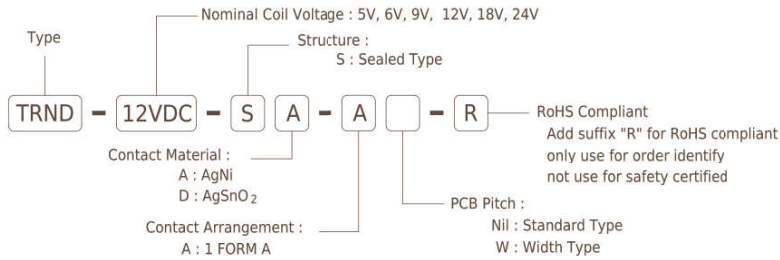 Nominal Coil Voltage : 5V, 6V, 9V, 12V, 18V, 24V
Type
Structure :
S : Sealed Type
TRND - 12VDC - S A - A - R
RoHS Compliant
Add suffix "R" for RoHS compliant
only use for order identify
not use for safety certified
Contact Material :
A : AgNi
D : AgSnO₂
PCB Pitch :
Nil : Standard Type
W : Width Type
Contact Arrangement :
A : 1 FORM A